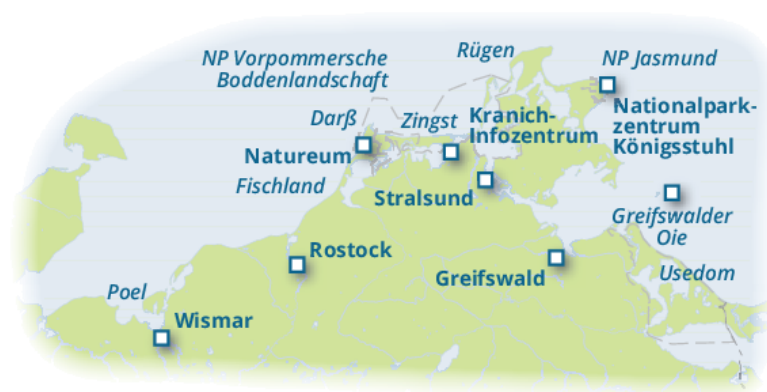 NP Vorpommersche
Boddenlandschaft
Rügen
NP Jasmund
Darß
Zingst
Kranich-
Infozentrum
Nationalpark-
zentrum
Königsstuhl
Natureum
Fischland
Stralsund
Greifswalder
Oie
Rostock
Greifswald
Usedom
Poel
Wismar